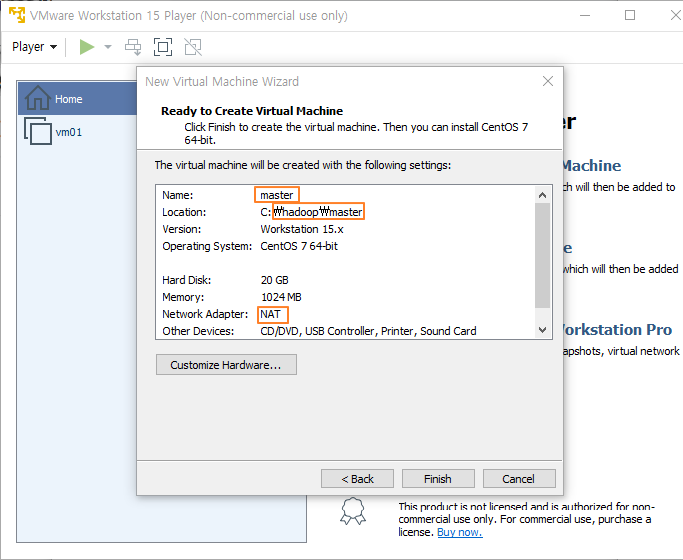 VMware Workstation 15 Player (Non-commercial use only)
Player
Home
vm01
New Virtual Machine Wizard
Ready to Create Virtual Machine
Click Finish to create the virtual machine. Then you can install CentOS 7
64-bit.
The virtual machine will be created with the following settings:
Name: master
Location: C:₩hadoop₩master
Version: Workstation 15.x
Operating System: CentOS 7 64-bit
Hard Disk: 20 GB
Memory: 1024 MB
Network Adapter: NAT
Other Devices: CD/DVD, USB Controller, Printer, Sound Card
Customize Hardware...
< Back Finish Cancel
Machine
will then be added to
which will then be added
Workstation Pro
virtual network
This product is not licensed and is authorized for non-
commercial use only. For commercial use, purchase a
license. Buy now.